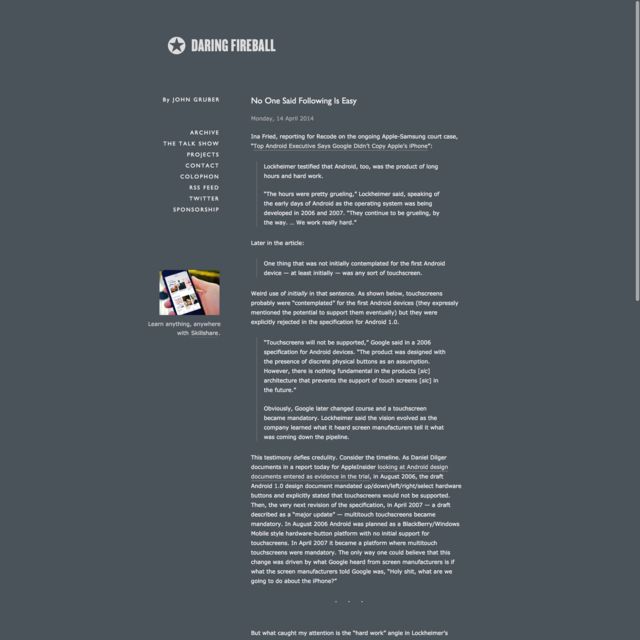 DARING FIREBALL
By JOHN GRUBER
ARCHIVE
THE TALK SHOW
PROJECTS
CONTACT
COLOPHON
RSS FEED
TWITTER
SPONSORSHIP
Learn anything, anywhere
with Skillshare.
No One Said Following Is Easy
Monday, 14 April 2014
Ina Fried, reporting for Recode on the ongoing Apple-Samsung court case,
“Top Android Executive Says Google Didn’t Copy Apple’s iPhone”:
Lockheimer testified that Android, too, was the product of long
hours and hard work.
“The hours were pretty grueling,” Lockheimer said, speaking of
the early days of Android as the operating system was being
developed in 2006 and 2007. “They continue to be grueling, by
the way. … We work really hard.”
Later in the article:
One thing that was not initially contemplated for the first Android
device — at least initially — was any sort of touchscreen.
Weird use of initially in that sentence. As shown below, touchscreens
probably were “contemplated” for the first Android devices (they expressly
mentioned the potential to support them eventually) but they were
explicitly rejected in the specification for Android 1.0.
“Touchscreens will not be supported,” Google said in a 2006
specification for Android devices. “The product was designed with
the presence of discrete physical buttons as an assumption.
However, there is nothing fundamental in the products [sic]
architecture that prevents the support of touch screens [sic] in
the future.”
Obviously, Google later changed course and a touchscreen
became mandatory. Lockheimer said the vision evolved as the
company learned what it heard screen manufacturers tell it what
was coming down the pipeline.
This testimony defies credulity. Consider the timeline. As Daniel Dilger
documents in a report today for AppleInsider looking at Android design
documents entered as evidence in the trial, in August 2006, the draft
Android 1.0 design document mandated up/down/left/right/select hardware
buttons and explicitly stated that touchscreens would not be supported.
Then, the very next revision of the specification, in April 2007 — a draft
described as a “major update” — multitouch touchscreens became
mandatory. In August 2006 Android was planned as a BlackBerry/Windows
Mobile style hardware-button platform with no initial support for
touchscreens. In April 2007 it became a platform where multitouch
touchscreens were mandatory. The only way one could believe that this
change was driven by what Google heard from screen manufacturers is if
what the screen manufacturers told Google was, “Holy shit, what are we
going to do about the iPhone?”
But what caught my attention is the “hard work” angle in Lockheimer’s